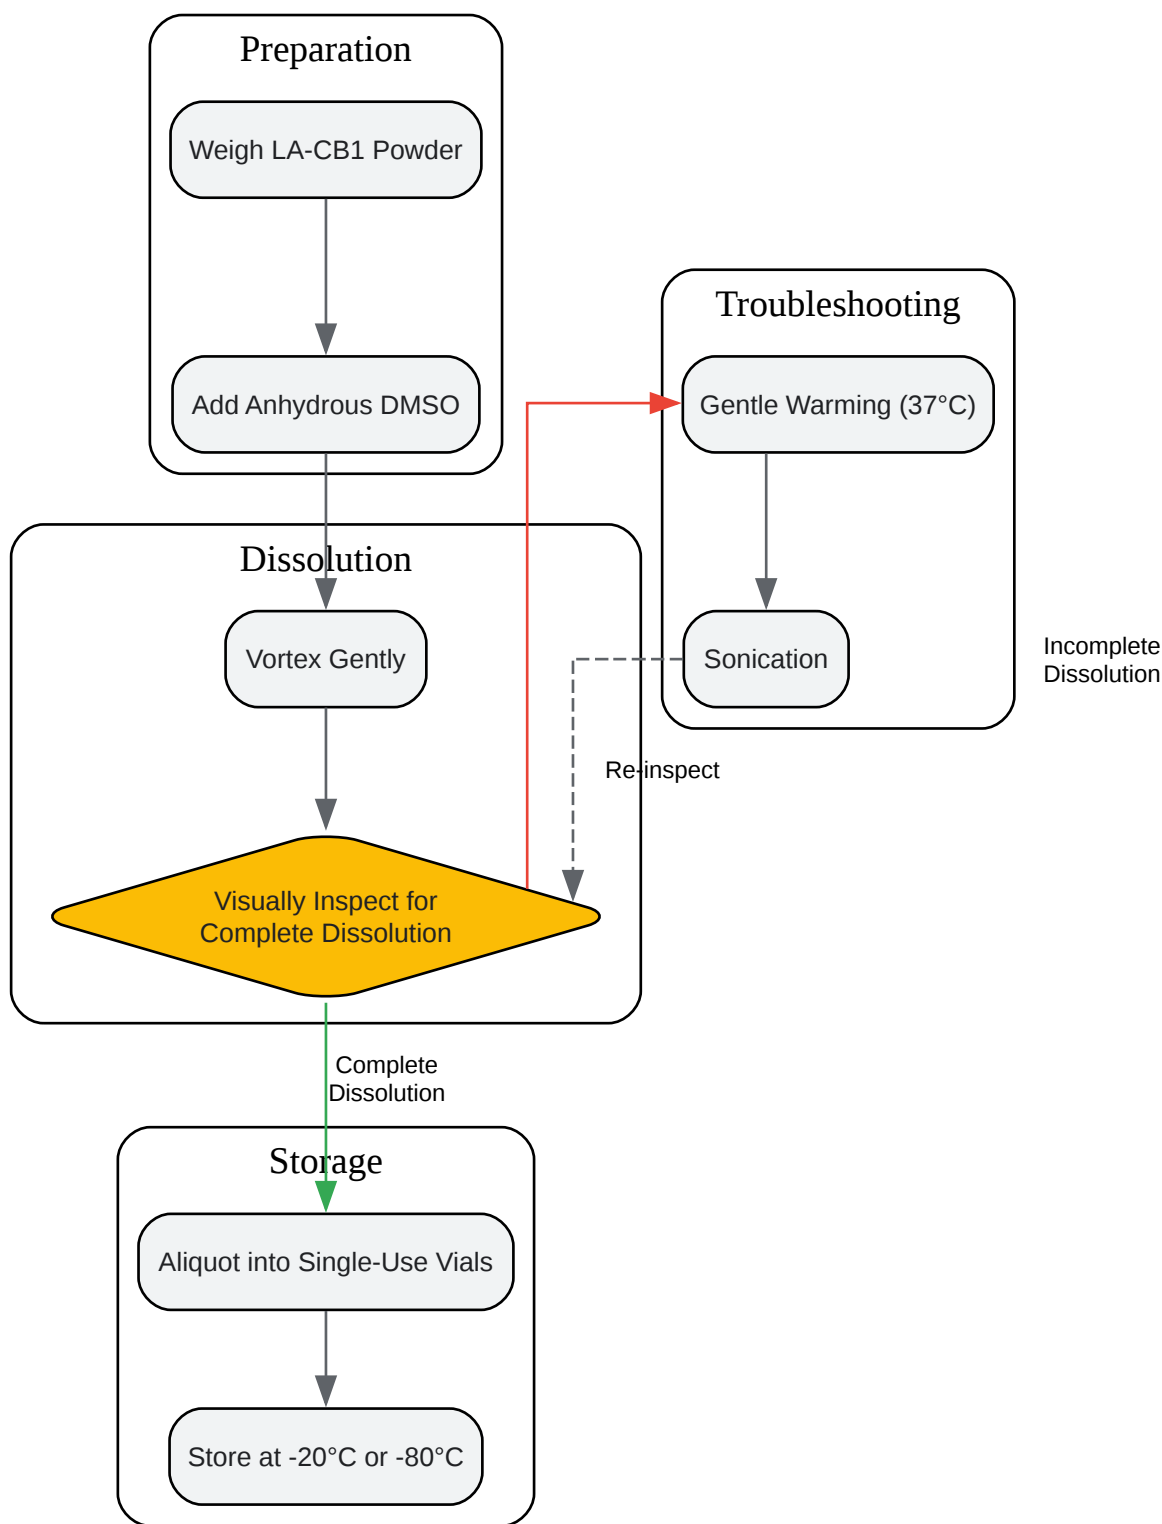 Preparation
Weigh LA-CB1 Powder
Add Anhydrous DMSO
Troubleshooting
Gentle Warming (37°C)
Sonication
Incomplete
Dissolution
Dissolution
Vortex Gently
Re-inspect
Visually Inspect for
Complete Dissolution
Complete
Dissolution
Storage
Aliquot into Single-Use Vials
Store at -20°C or -80°C